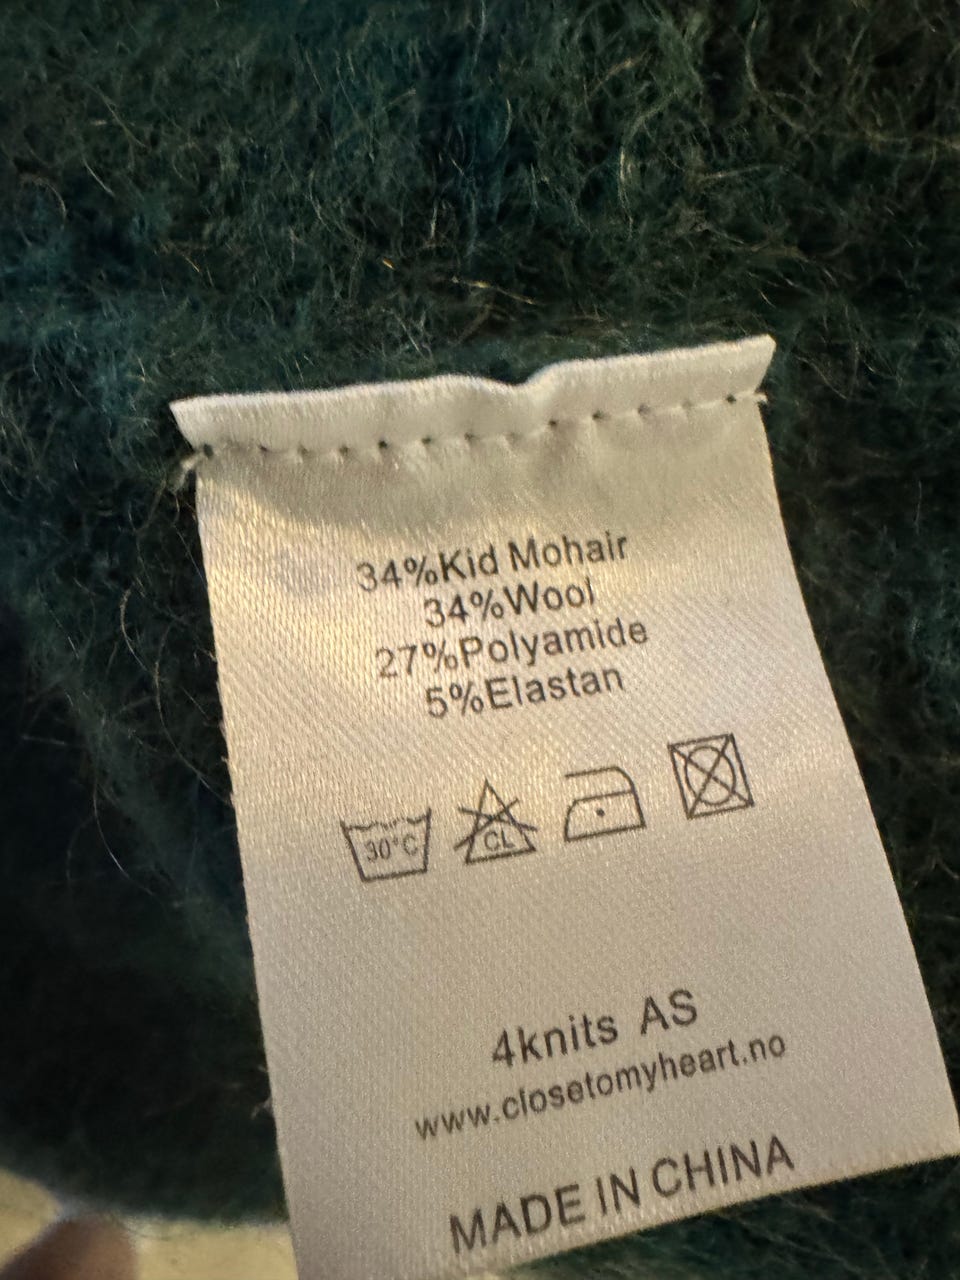 34%Kid Mohair
34%Wool
27%Polyamide
5%Elastan
30°C CL
4knits AS
www.closetomyheart.no
MADE IN CHINA